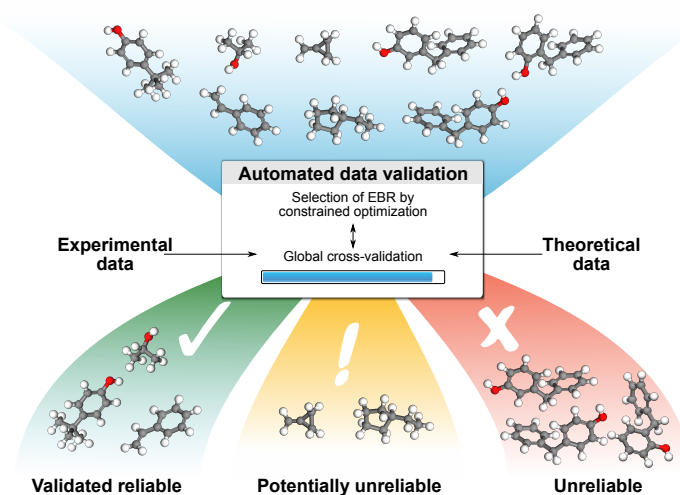 Automated data validation
Selection of EBR by
constrained optimization
Experimental
data
Global cross-validation
Theoretical
data
!
Validated reliable
Potentially unreliable
Unreliable